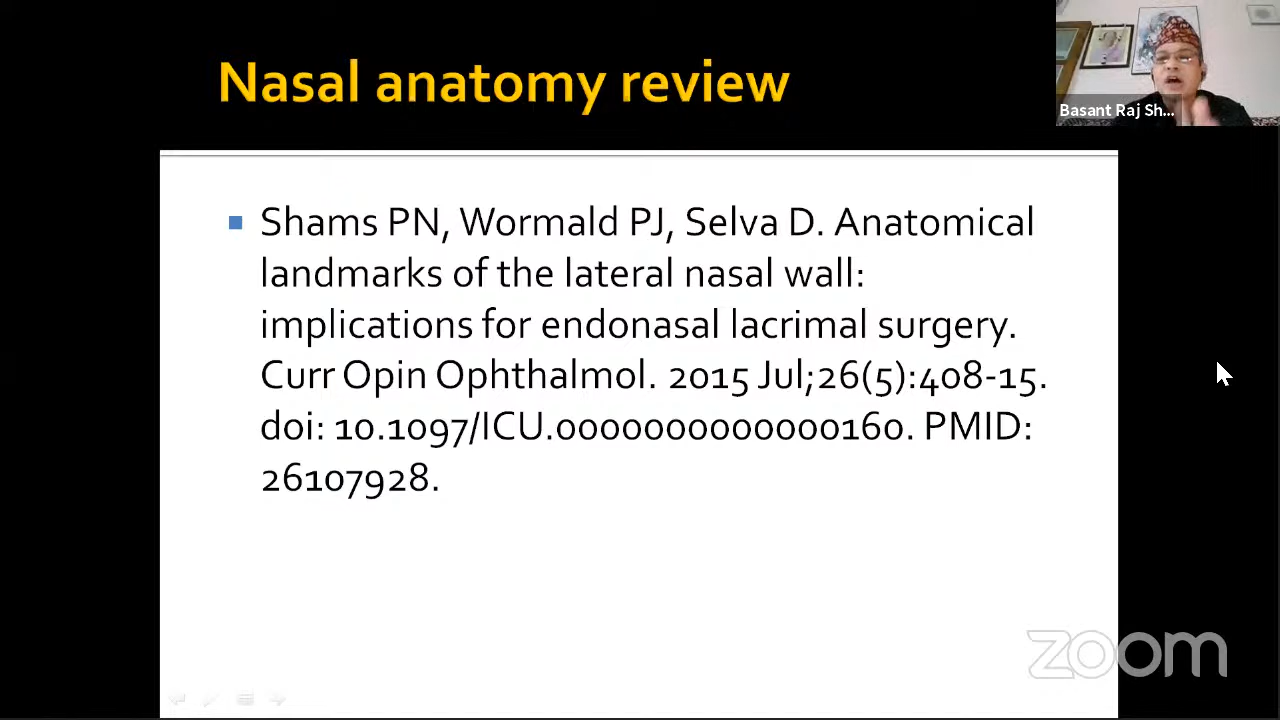 Nasal anatomy review
Basant Raj Sh...
Shams PN, Wormald PJ, Selva D. Anatomical
landmarks of the lateral nasal wall:
implications for endonasal lacrimal surgery.
Curr Opin Ophthalmol. 2015 Jul;26(5):408-15.
doi: 10.1097/ICU.0000000000000160. PMID:
26107928.
zoom